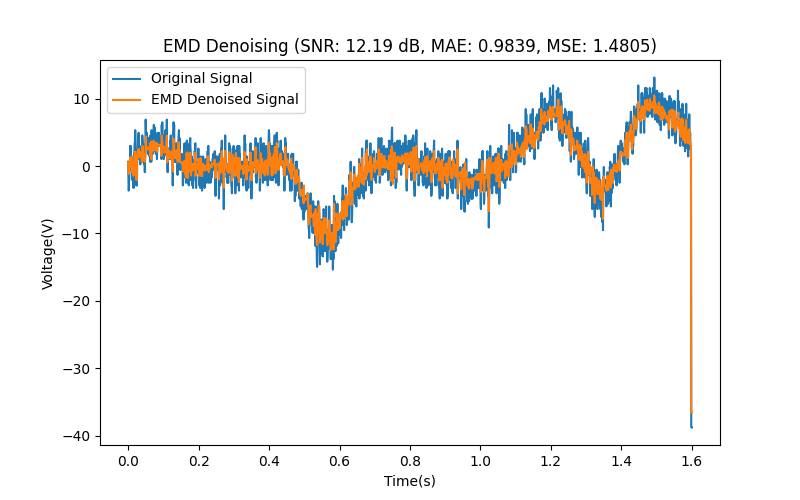 EMD Denoising (SNR: 12.19 dB, MAE: 0.9839, MSE: 1.4805)
Original Signal
EMD Denoised Signal
Voltage(V)
10
0
−10
−20
−30
−40
0.0 0.2 0.4 0.6 0.8 1.0 1.2 1.4 1.6
Time(s)